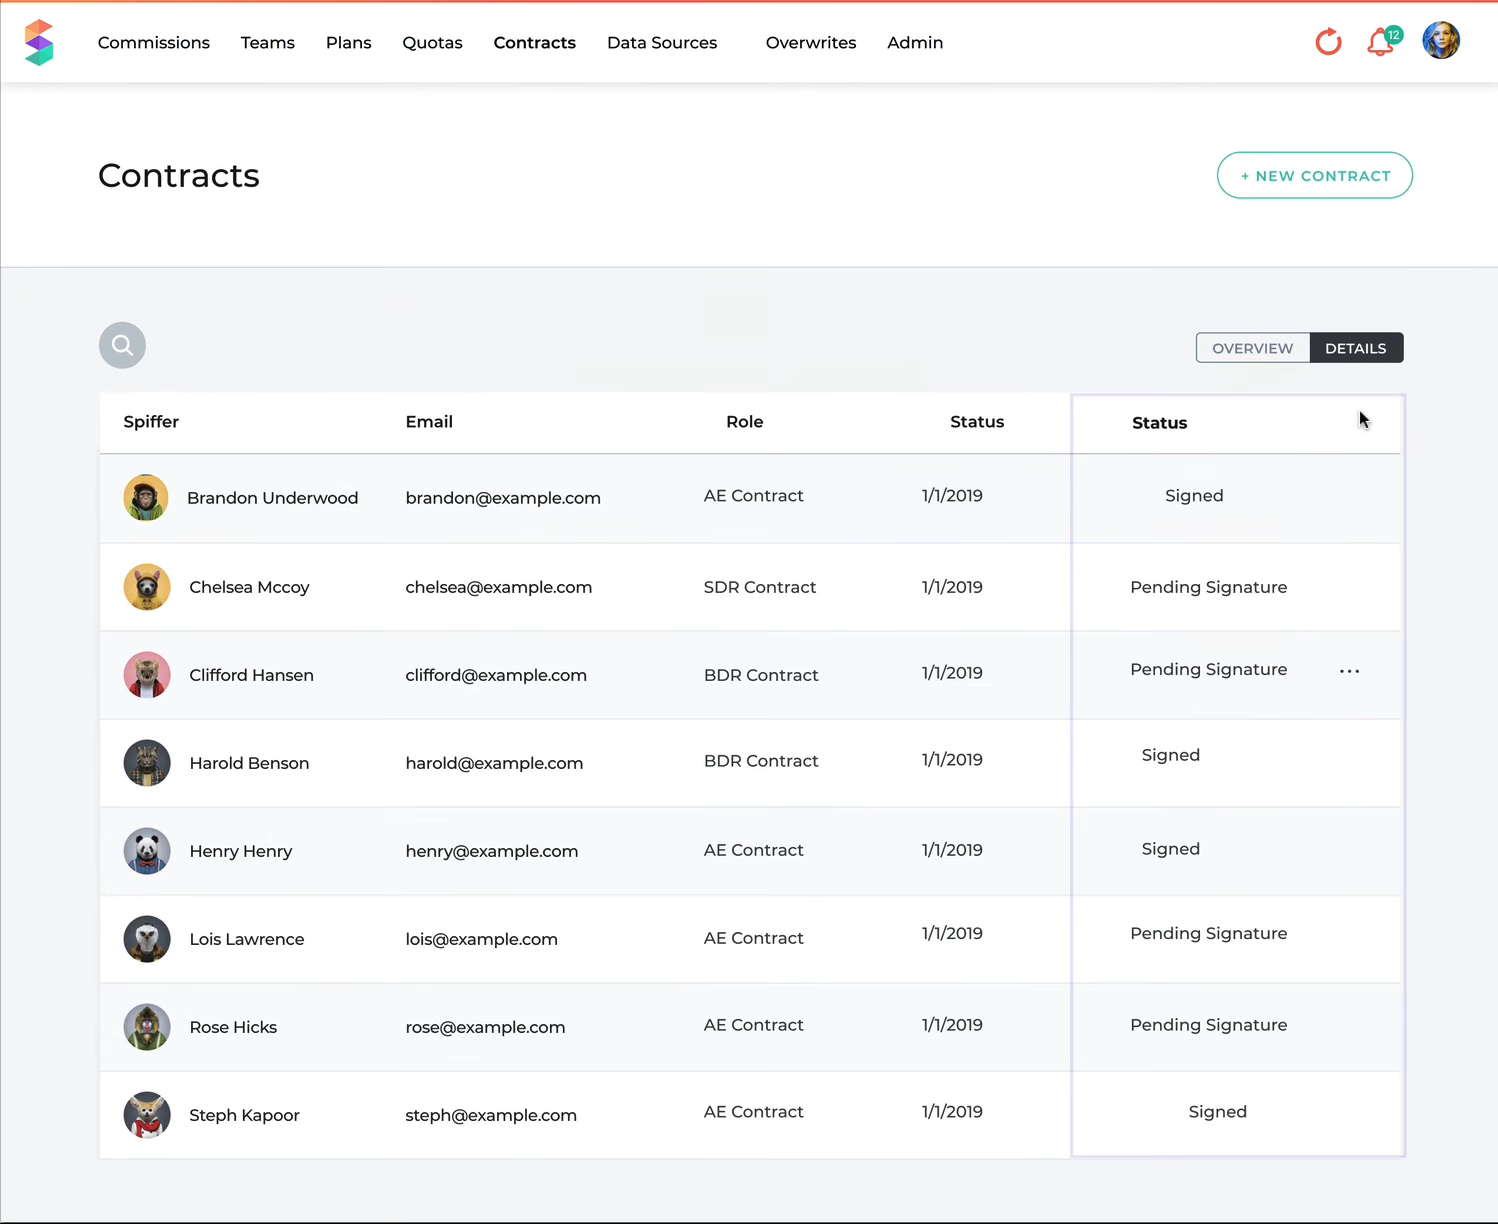 Commissions Teams Plans Quotas Contracts Data Sources Overwrites Admin 12
Contracts + NEW CONTRACT
OVERVIEW DETAILS
Spiffer Email Role Status Status
Brandon Underwood brandon@example.com AE Contract 1/1/2019 Signed
Chelsea Mccoy chelsea@example.com SDR Contract 1/1/2019 Pending Signature
Clifford Hansen clifford@example.com BDR Contract 1/1/2019 Pending Signature ...
Harold Benson harold@example.com BDR Contract 1/1/2019 Signed
Henry Henry henry@example.com AE Contract 1/1/2019 Signed
Lois Lawrence lois@example.com AE Contract 1/1/2019 Pending Signature
Rose Hicks rose@example.com AE Contract 1/1/2019 Pending Signature
Steph Kapoor steph@example.com AE Contract 1/1/2019 Signed